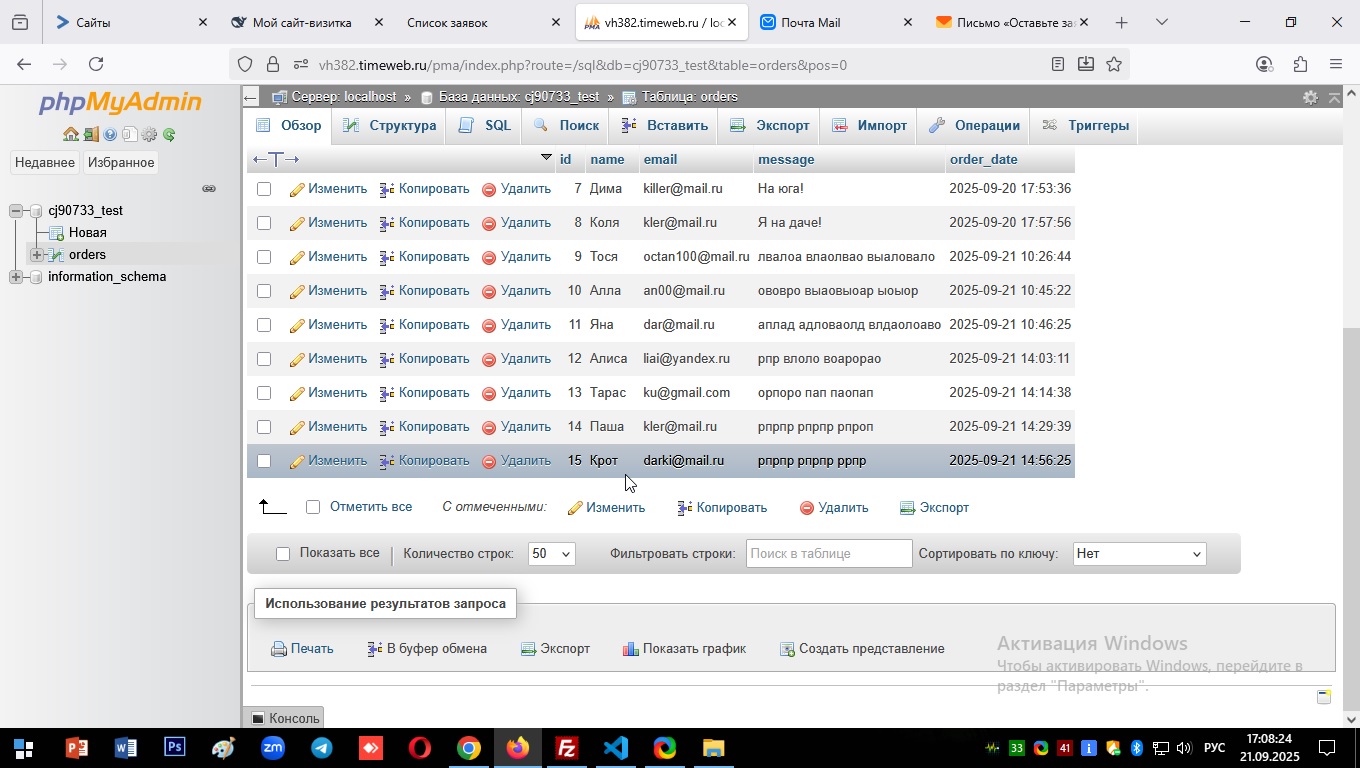 Сайты
Мой сайт-визитка
Список заявок
vh382.timeweb.ru / loc
Почта Mail
Письмо «Оставьте за
vh382.timeweb.ru/pma/index.php?route=/sql&db=cj90733_test&table=orders&pos=0
phpMyAdmin
Недавнее Избранное
cj90733_test
Новая
orders
information_schema
Сервер: localhost » База данных: cj90733_test » Таблица: orders
Обзор Структура SQL Поиск Вставить Экспорт Импорт Операции Триггеры
id name email message order_date
Изменить Копировать Удалить 7 Дима killer@mail.ru На юга! 2025-09-20 17:53:36
Изменить Копировать Удалить 8 Коля kler@mail.ru Я на даче! 2025-09-20 17:57:56
Изменить Копировать Удалить 9 Тося octan100@mail.ru лвалоа влаолвао выаловало 2025-09-21 10:26:44
Изменить Копировать Удалить 10 Алла an00@mail.ru ововро выаовыоар ыоыор 2025-09-21 10:45:22
Изменить Копировать Удалить 11 Яна dar@mail.ru аплад адловаолд влдаолоаво 2025-09-21 10:46:25
Изменить Копировать Удалить 12 Алиса liai@yandex.ru рпр влоло воарорао 2025-09-21 14:03:11
Изменить Копировать Удалить 13 Тарас ku@gmail.com орпоро пап паопап 2025-09-21 14:14:38
Изменить Копировать Удалить 14 Паша kler@mail.ru рпрпр рпрпр рпроп 2025-09-21 14:29:39
Изменить Копировать Удалить 15 Крот darki@mail.ru рпрпр рпрпр ррпр 2025-09-21 14:56:25
Отметить все С отмеченными: Изменить Копировать Удалить Экспорт
Показать все Количество строк: 50 Фильтровать строки: Поиск в таблице Сортировать по ключу: Нет
Использование результатов запроса
Печать В буфер обмена Экспорт Показать график Создать представление
Активация Windows
Чтобы активировать Windows, перейдите в
раздел "Параметры".
Консоль
33 41 РУС
17:08:24
21.09.2025